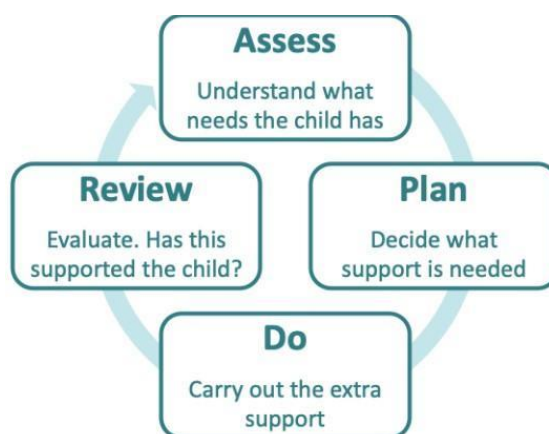 Assess
Understand what
needs the child has
Plan
Decide what
support is needed
Do
Carry out the extra
support
Review
Evaluate. Has this
supported the child?